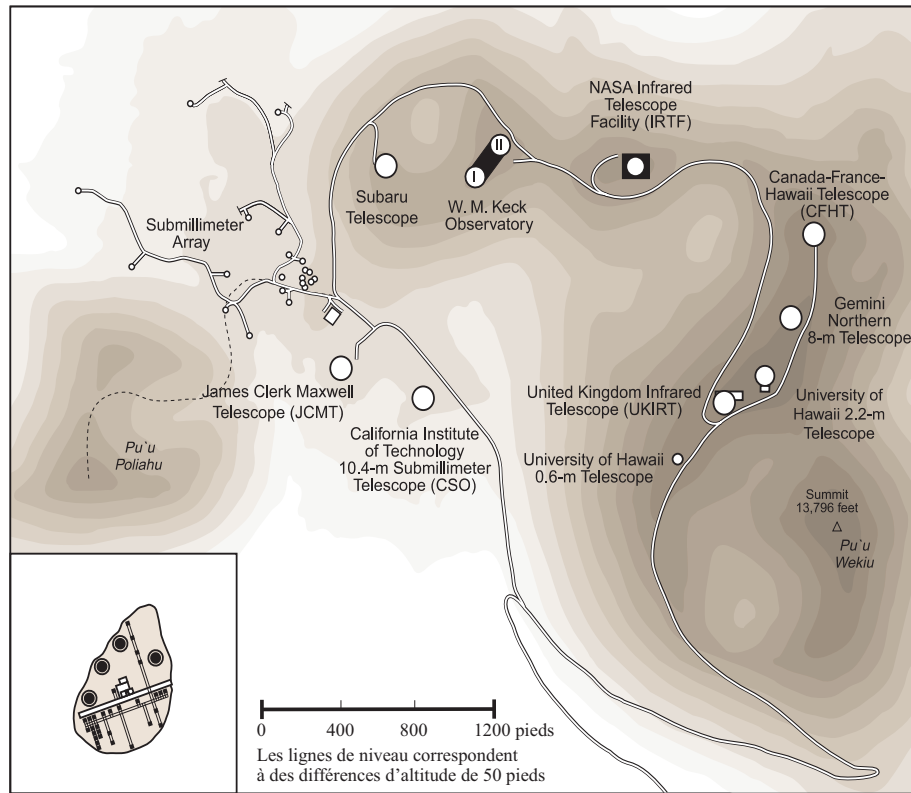 NASA Infrared
Telescope
Facility (IRTF)
Canada-France-
Hawaii Telescope
(CFHT)
II
I
Subaru
Telescope
W. M. Keck
Observatory
Submillimeter
Array
Gemini
Northern
8-m Telescope
James Clerk Maxwell
Telescope (JCMT)
United Kingdom Infrared
Telescope (UKIRT)
University of
Hawaii 2.2-m
Telescope
California Institute
of Technology
10.4-m Submillimeter
Telescope (CSO)
University of Hawaii
0.6-m Telescope
Pu`u
Poliahu
Summit
13,796 feet
Pu`u
Wekiu
0 400 800 1200 pieds
Les lignes de niveau correspondent
à des différences d'altitude de 50 pieds